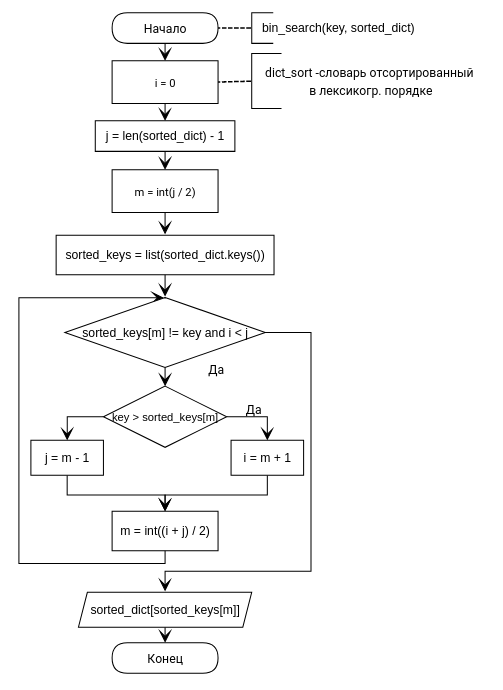 Начало
bin_search(key, sorted_dict)
i = 0
dict_sort -словарь отсортированный
в лексикогр. порядке
j = len(sorted_dict) - 1
m = int(j / 2)
sorted_keys = list(sorted_dict.keys())
sorted_keys[m] != key and i < j
Да
key > sorted_keys[m]
Да
j = m - 1
i = m + 1
m = int((i + j) / 2)
sorted_dict[sorted_keys[m]]
Конец